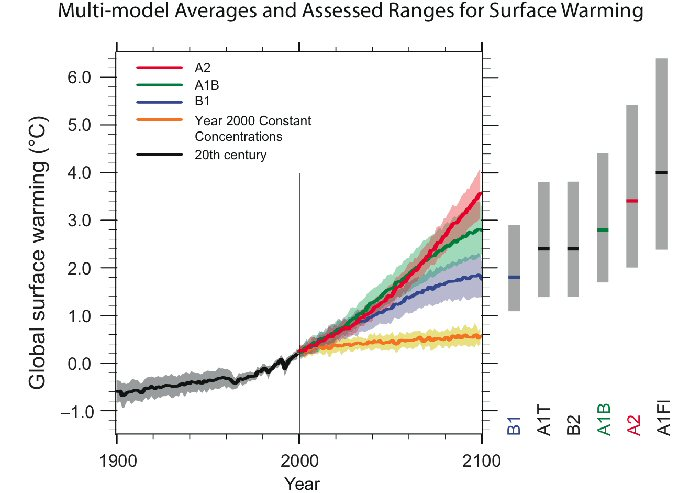 Multi-model Averages and Assessed Ranges for Surface Warming
A2
A1B
B1
Year 2000 Constant
Concentrations
20th century
6.0
5.0
4.0
3.0
2.0
1.0
0.0
−1.0
Global surface warming (°C)
1900
2000
2100
Year
B1
A1T
B2
A1B
A2
A1FI